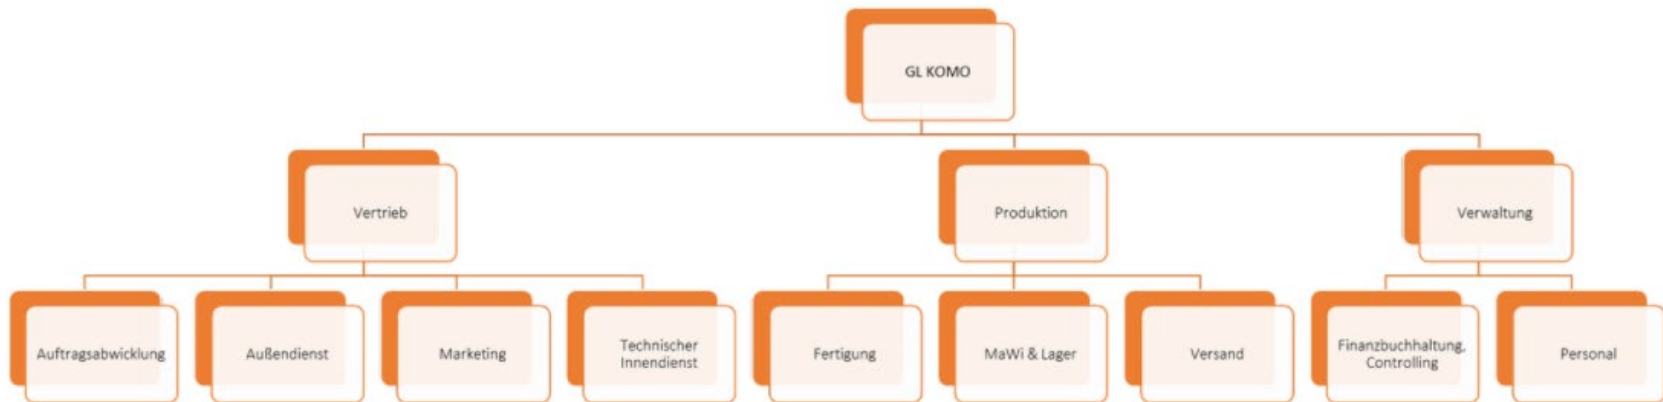 GL KOMO
Vertrieb
Produktion
Verwaltung
Auftragsabwicklung
Außendienst
Marketing
Technischer
Innendienst
Fertigung
MaWi & Lager
Versand
Finanzbuchhaltung,
Controlling
Personal